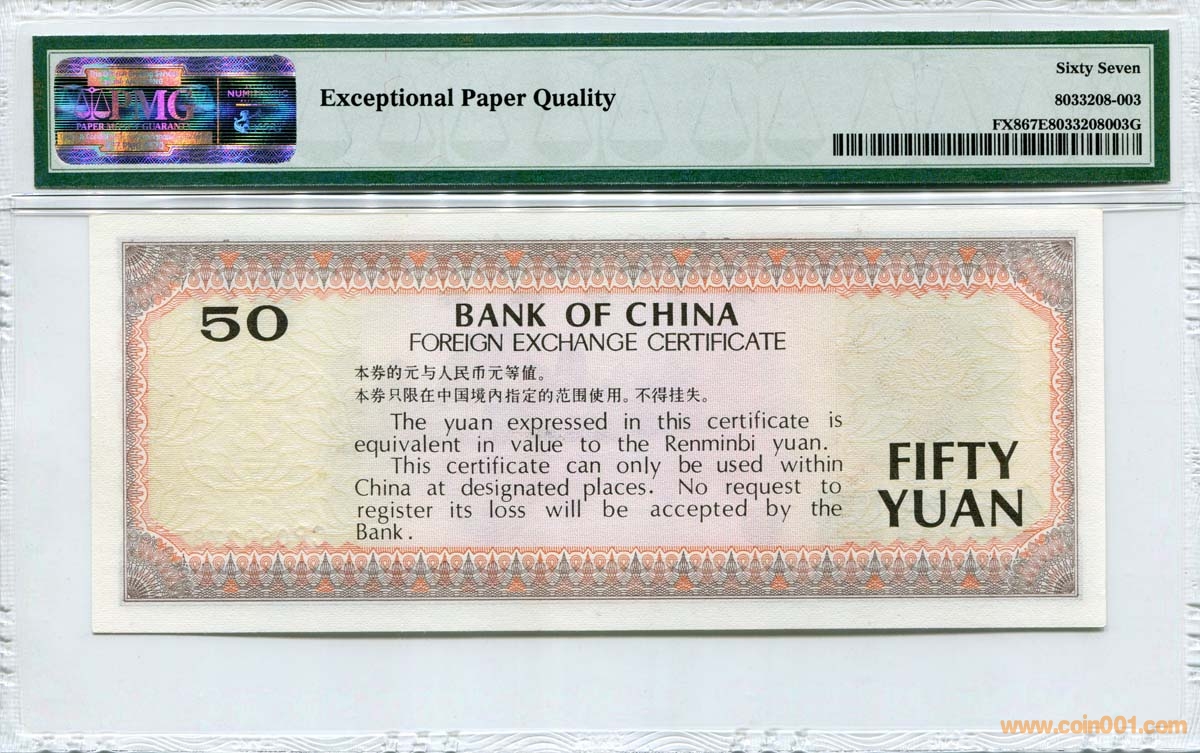 PMG
NUMISMATIC
Exceptional Paper Quality
Sixty Seven
8033208-003
FX867E8033208003G
50
BANK OF CHINA
FOREIGN EXCHANGE CERTIFICATE
本券的元与人民币元等値。
本券只限在中国境内指定的范围使用。不得挂失。
The yuan expressed in this certificate is
equivalent in value to the Renminbi yuan.
This certificate can only be used within
China at designated places. No request to
register its loss will be accepted by the
Bank.
FIFTY
YUAN
www.coin001.com